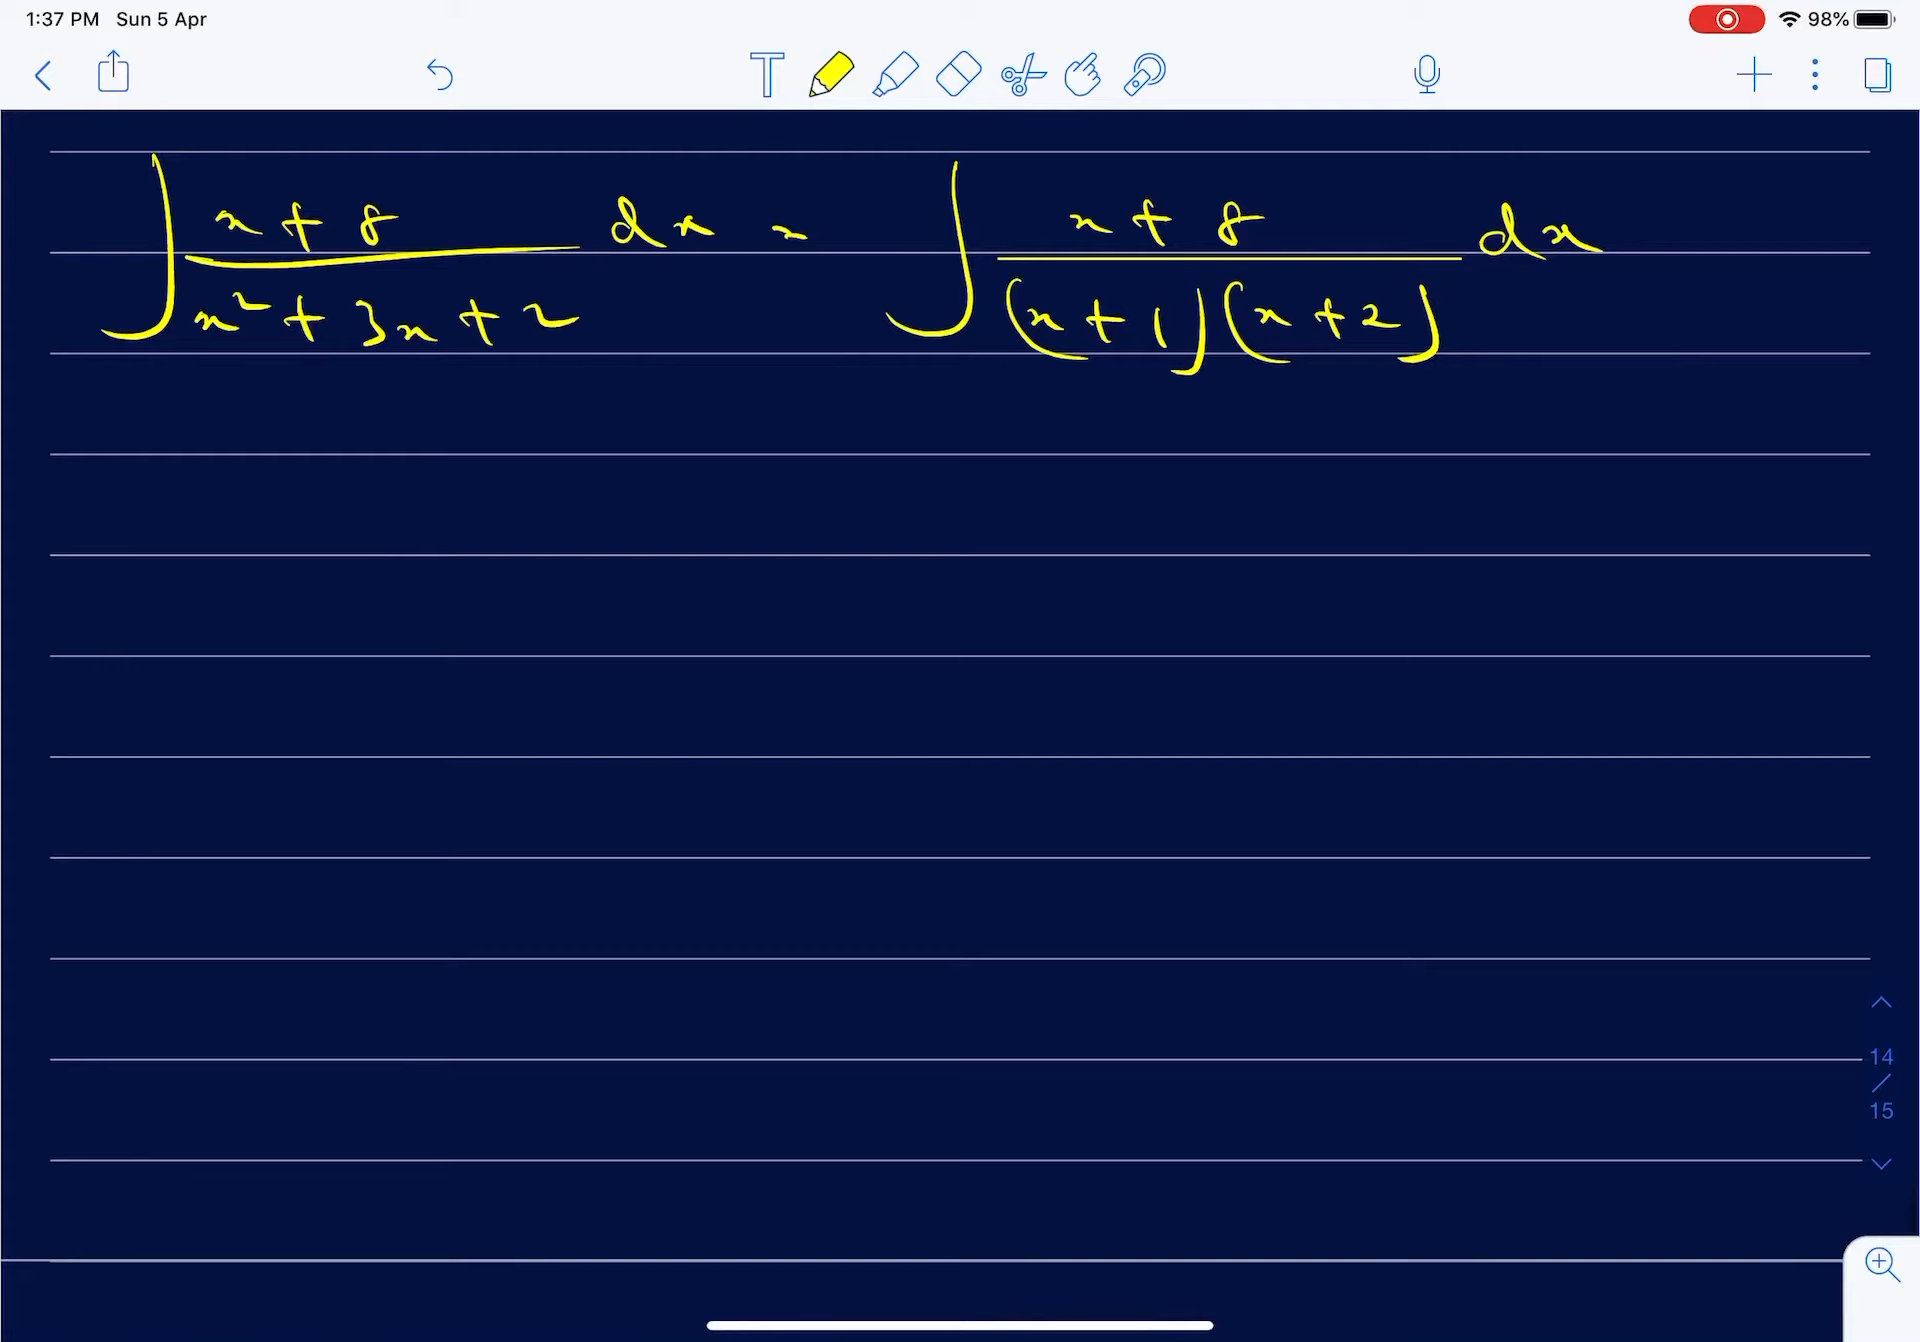 1:37 PM Sun 5 Apr 98%
T
∫ x + 8 / x² + 3x + 2 dx = ∫ x + 8 / (x + 1)(x + 2) dx
14
/
15